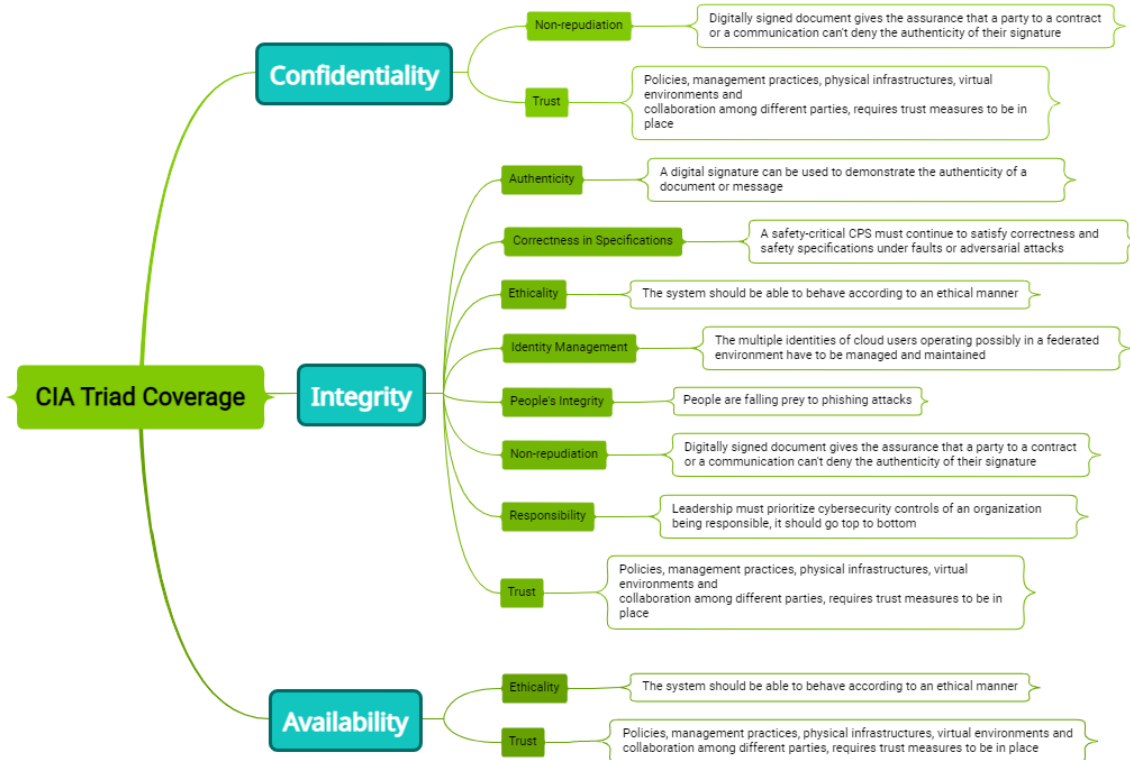 Non-repudiation
Digitally signed document gives the assurance that a party to a contract
or a communication can't deny the authenticity of their signature
Confidentiality
Trust
Policies, management practices, physical infrastructures, virtual
environments and
collaboration among different parties, requires trust measures to be in
place
Authenticity
A digital signature can be used to demonstrate the authenticity of a
document or message
Correctness in Specifications
A safety-critical CPS must continue to satisfy correctness and
safety specifications under faults or adversarial attacks
Ethicality
The system should be able to behave according to an ethical manner
Identity Management
The multiple identities of cloud users operating possibly in a federated
environment have to be managed and maintained
CIA Triad Coverage
Integrity
People's Integrity
People are falling prey to phishing attacks
Non-repudiation
Digitally signed document gives the assurance that a party to a contract
or a communication can't deny the authenticity of their signature
Responsibility
Leadership must prioritize cybersecurity controls of an organization
being responsible, it should go top to bottom
Trust
Policies, management practices, physical infrastructures, virtual
environments and
collaboration among different parties, requires trust measures to be in
place
Ethicality
The system should be able to behave according to an ethical manner
Availability
Trust
Policies, management practices, physical infrastructures, virtual environments and
collaboration among different parties, requires trust measures to be in place